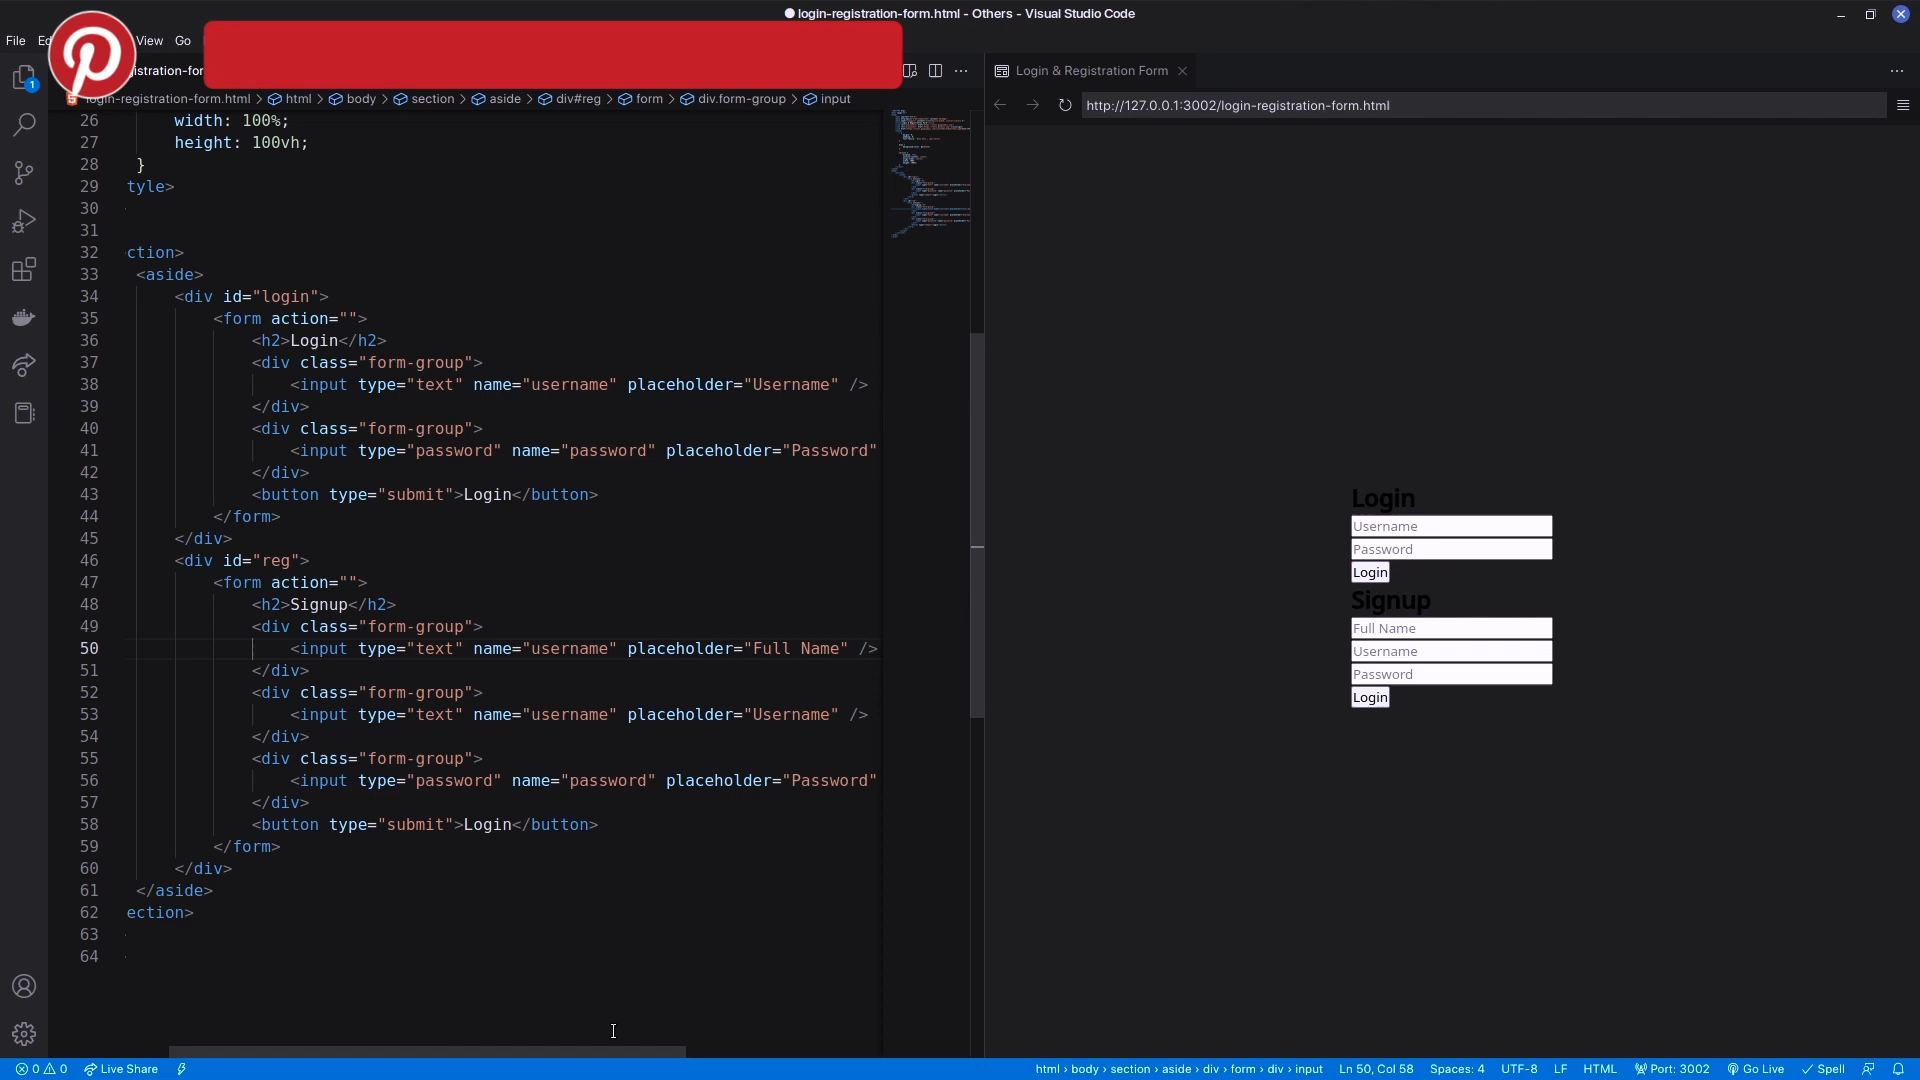 login-registration-form.html - Others - Visual Studio Code
File
View Go
istration-for
Login & Registration Form
login-registration-form.html > html > body > section > aside > div#reg > form > div.form-group > input
http://127.0.0.1:3002/login-registration-form.html
26 width: 100%;
27 height: 100vh;
28 }
29 tyle>
30
31
32 ction>
33 <aside>
34 <div id="login">
35 <form action="">
36 <h2>Login</h2>
37 <div class="form-group">
38 <input type="text" name="username" placeholder="Username" />
39 </div>
40 <div class="form-group">
41 <input type="password" name="password" placeholder="Password"
42 </div>
43 <button type="submit">Login</button>
44 </form>
45 </div>
46 <div id="reg">
47 <form action="">
48 <h2>Signup</h2>
49 <div class="form-group">
50 <input type="text" name="username" placeholder="Full Name" />
51 </div>
52 <div class="form-group">
53 <input type="text" name="username" placeholder="Username" />
54 </div>
55 <div class="form-group">
56 <input type="password" name="password" placeholder="Password"
57 </div>
58 <button type="submit">Login</button>
59 </form>
60 </div>
61 </aside>
62 ection>
63
64
Login
Username
Password
Login
Signup
Full Name
Username
Password
Login
1
0 0 Live Share
html › body › section › aside › div › form › div › input Ln 50, Col 58 Spaces: 4 UTF-8 LF HTML Port: 3002 Go Live Spell